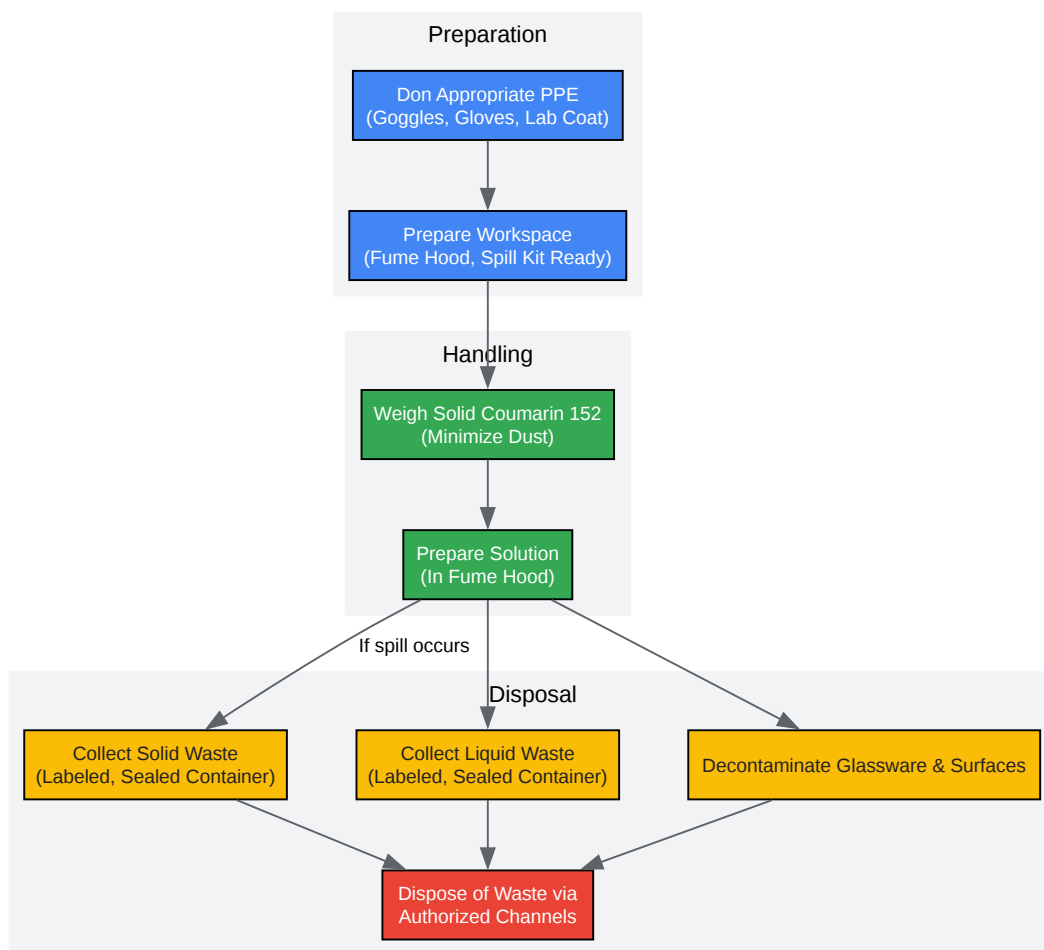 Preparation
Don Appropriate PPE
(Goggles, Gloves, Lab Coat)
Prepare Workspace
(Fume Hood, Spill Kit Ready)
Handling
Weigh Solid Coumarin 152
(Minimize Dust)
Prepare Solution
(In Fume Hood)
If spill occurs
Disposal
Collect Solid Waste
(Labeled, Sealed Container)
Collect Liquid Waste
(Labeled, Sealed Container)
Decontaminate Glassware & Surfaces
Dispose of Waste via
Authorized Channels